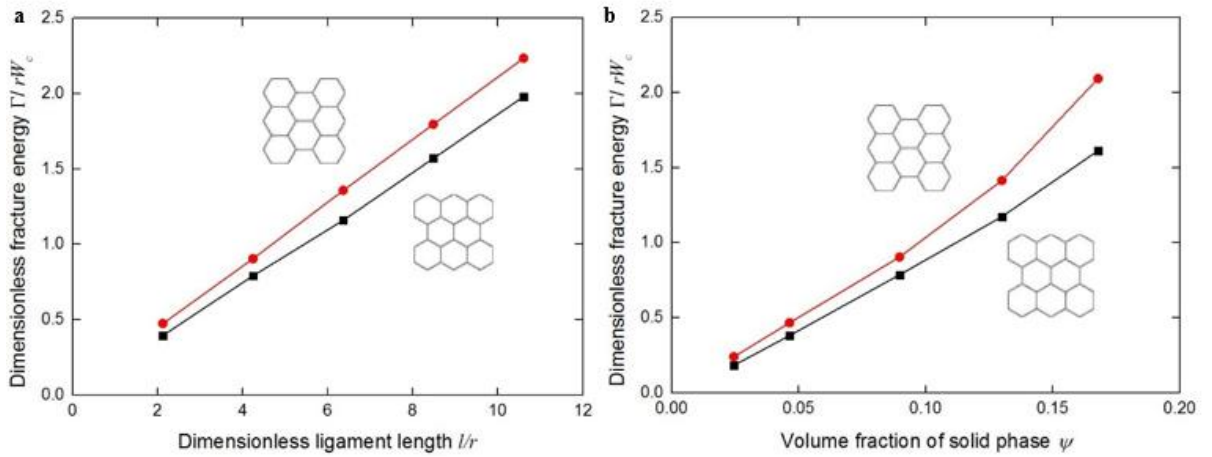 a
Dimensionless fracture energy Γ/ rW_c
2.5
2.0
1.5
1.0
0.5
0.0
0 2 4 6 8 10 12
Dimensionless ligament length l/r
b
Dimensionless fracture energy Γ/ rW_c
2.5
2.0
1.5
1.0
0.5
0.0
0.00 0.05 0.10 0.15 0.20
Volume fraction of solid phase ψ